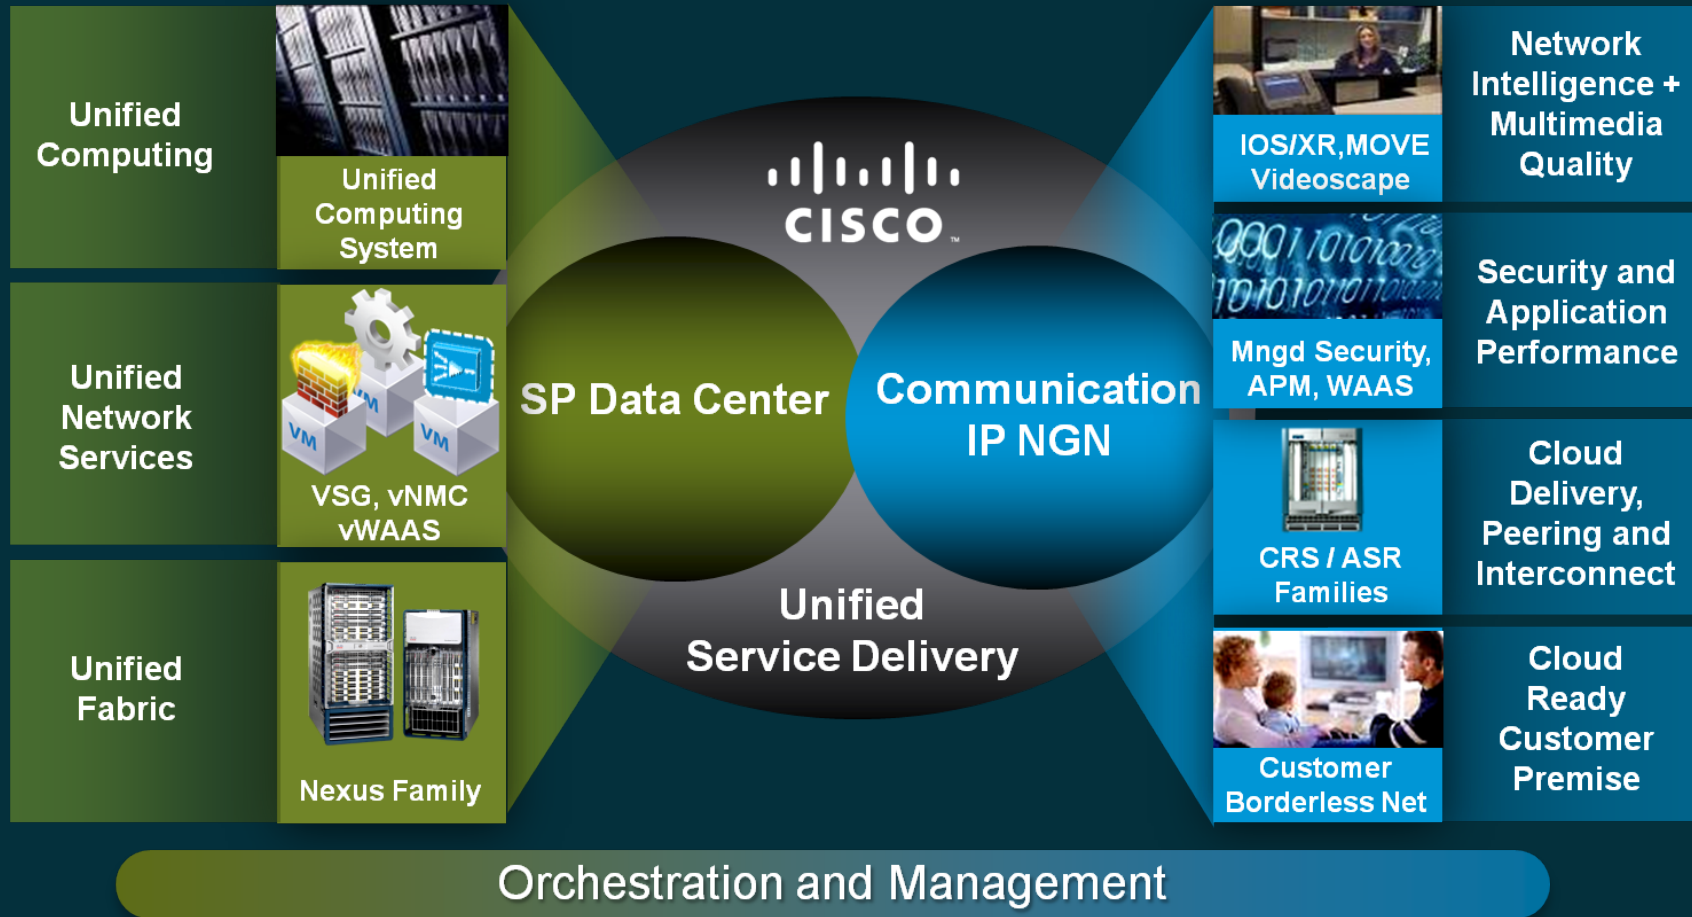 Unified
Computing
Unified
Computing
System
Unified
Network
Services
VM
VM
VM
VSG, vNMC
vWAAS
Unified
Fabric
Nexus Family
CISCO
™
SP Data Center
Communication
IP NGN
Unified
Service Delivery
IOS/XR,MOVE
Videoscape
Network
Intelligence +
Multimedia
Quality
Mngd Security,
APM, WAAS
Security and
Application
Performance
CRS / ASR
Families
Cloud
Delivery,
Peering and
Interconnect
Customer
Borderless Net
Cloud
Ready
Customer
Premise
Orchestration and Management